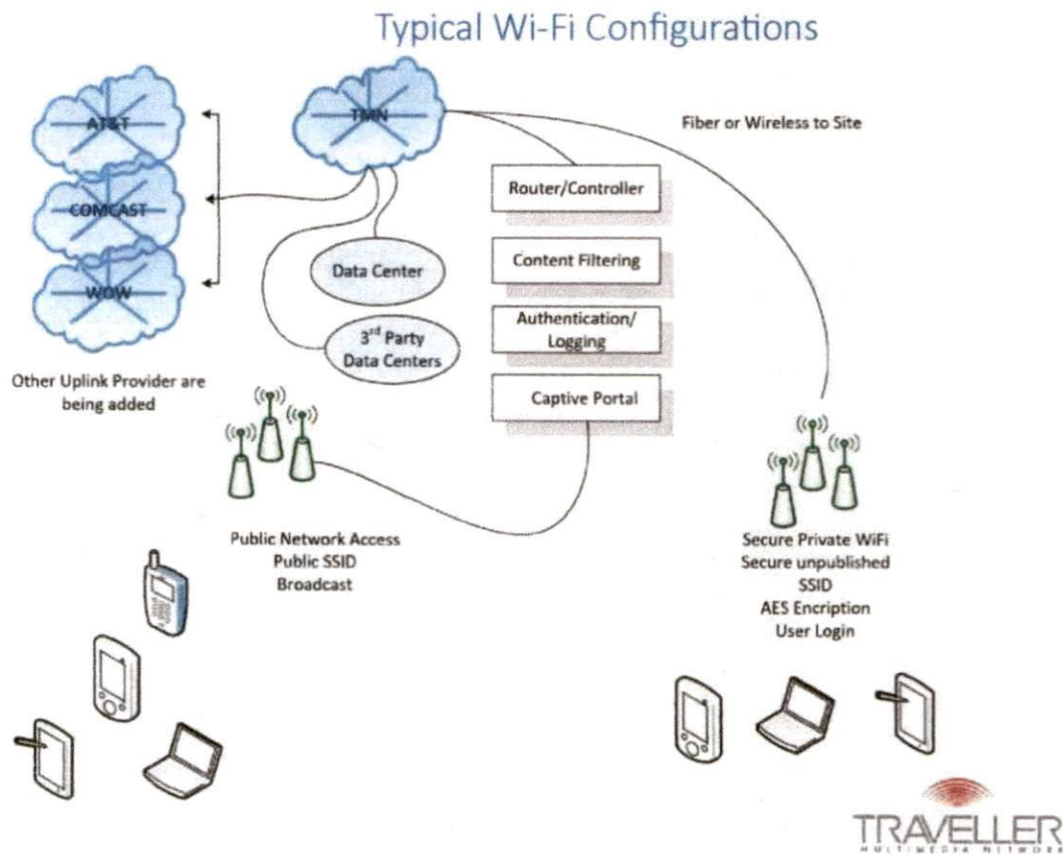 Typical Wi-Fi Configurations
AT&T
COMCAST
WOW
Other Uplink Provider are
being added
TMN
Fiber or Wireless to Site
Data Center
3rd Party
Data Centers
Router/Controller
Content Filtering
Authentication/
Logging
Captive Portal
Public Network Access
Public SSID
Broadcast
Secure Private WiFi
Secure unpublished
SSID
AES Encription
User Login
TRAVELLER
MULTIMEDIA NETWORK